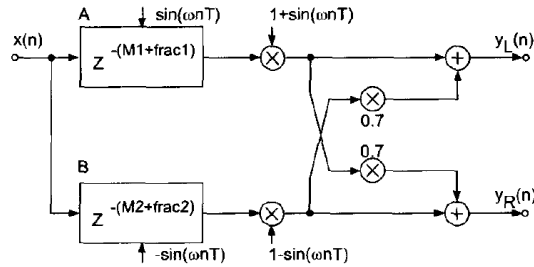 A
sin(ωnT)
1+sin(ωnT)
x(n)
z -(M1+frac1)
y_L(n)
0.7
0.7
B
z -(M2+frac2)
y_R(n)
-sin(ωnT)
1-sin(ωnT)